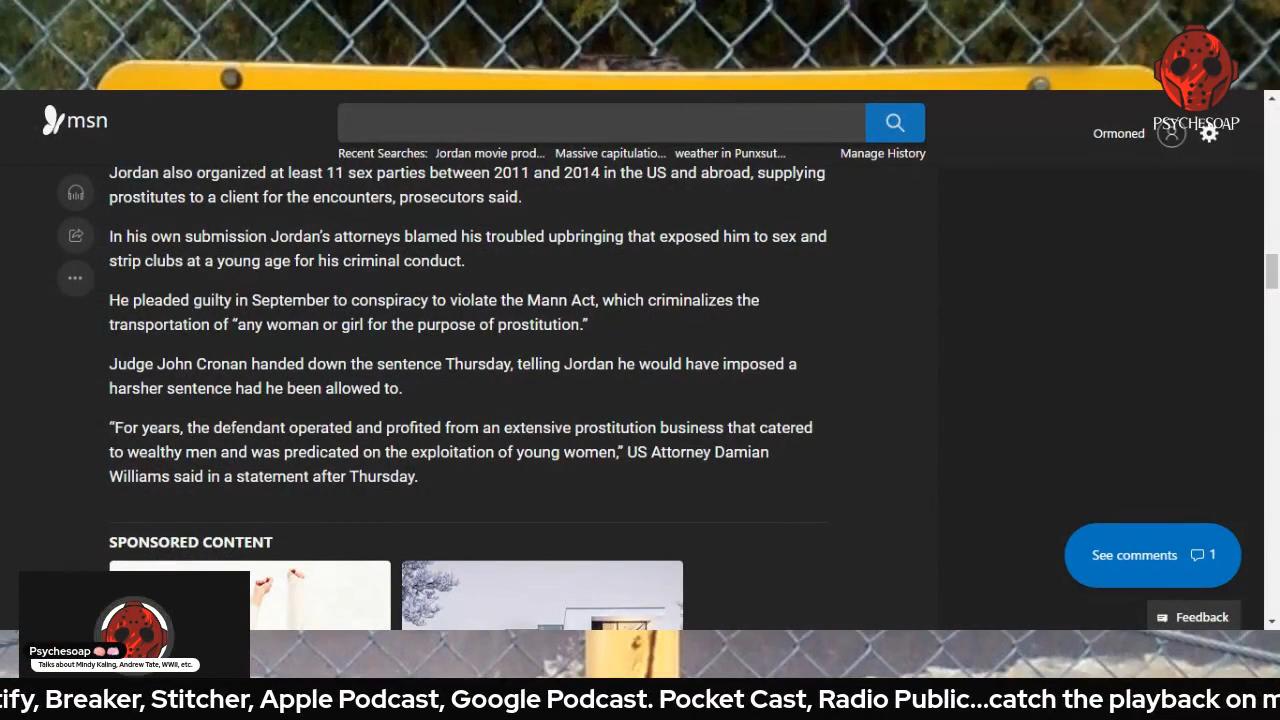 PSYCHESOAP
msn
Ormoned
Recent Searches: Jordan movie prod... Massive capitulatio... weather in Punxsut... Manage History
Jordan also organized at least 11 sex parties between 2011 and 2014 in the US and abroad, supplying
prostitutes to a client for the encounters, prosecutors said.
In his own submission Jordan’s attorneys blamed his troubled upbringing that exposed him to sex and
strip clubs at a young age for his criminal conduct.
He pleaded guilty in September to conspiracy to violate the Mann Act, which criminalizes the
transportation of “any woman or girl for the purpose of prostitution.”
Judge John Cronan handed down the sentence Thursday, telling Jordan he would have imposed a
harsher sentence had he been allowed to.
“For years, the defendant operated and profited from an extensive prostitution business that catered
to wealthy men and was predicated on the exploitation of young women,” US Attorney Damian
Williams said in a statement after Thursday.
SPONSORED CONTENT
See comments 1
Feedback
Psychesoap
Talks about Mindy Kaling, Andrew Tate, WWII, etc.
tify, Breaker, Stitcher, Apple Podcast, Google Podcast. Pocket Cast, Radio Public...catch the playback on m